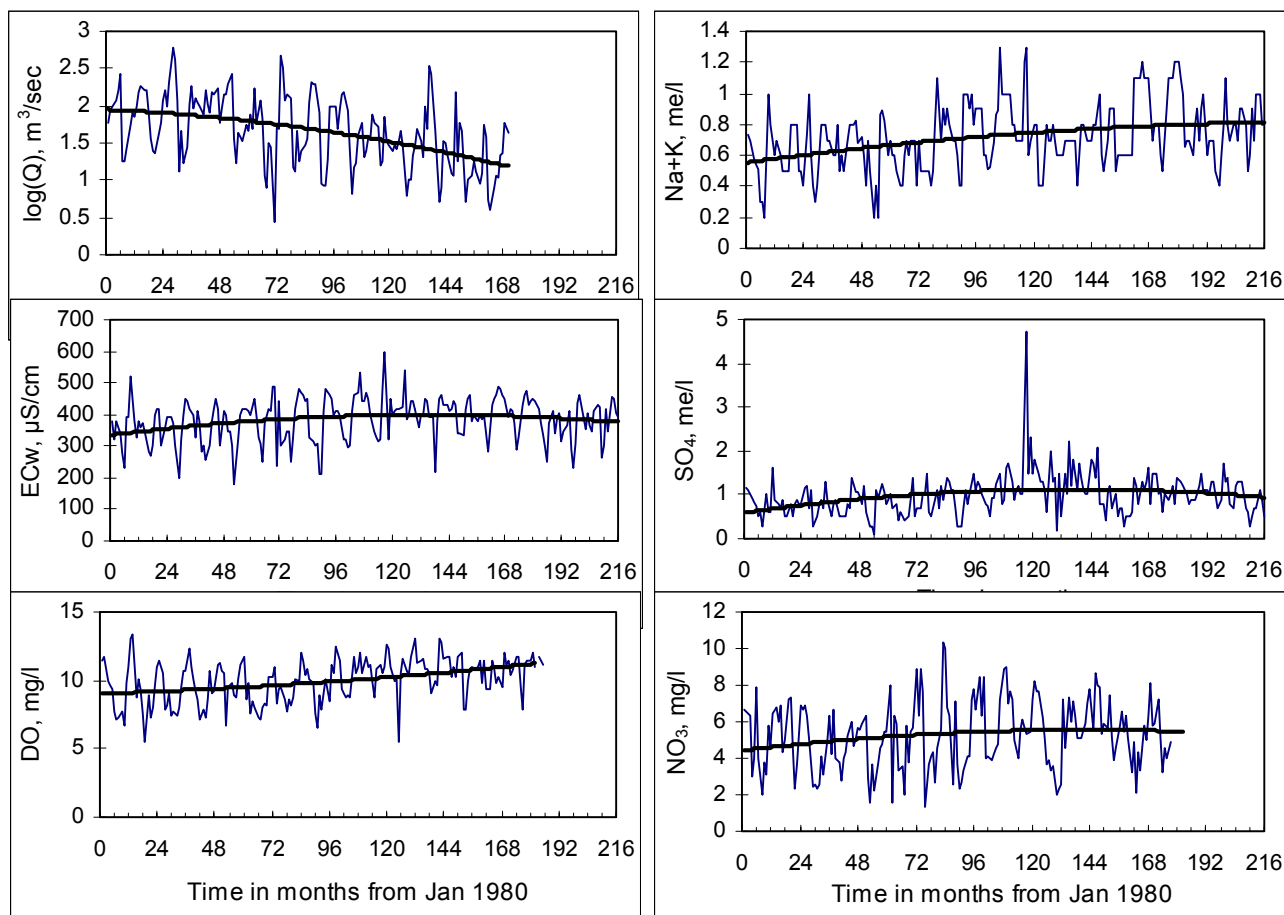 3
2.5
2
1.5
1
0.5
0
log(Q), m³/sec
0 24 48 72 96 120 144 168 192 216
1.4
1.2
1
0.8
0.6
0.4
0.2
0
Na+K, me/l
0 24 48 72 96 120 144 168 192 216
700
600
500
400
300
200
100
0
ECw, µS/cm
0 24 48 72 96 120 144 168 192 216
5
4
3
2
1
0
SO₄, me/l
0 24 48 72 96 120 144 168 192 216
15
10
5
0
DO, mg/l
0 24 48 72 96 120 144 168 192 216
Time in months from Jan 1980
12
10
8
6
4
2
0
NO₃, mg/l
0 24 48 72 96 120 144 168 192 216
Time in months from Jan 1980